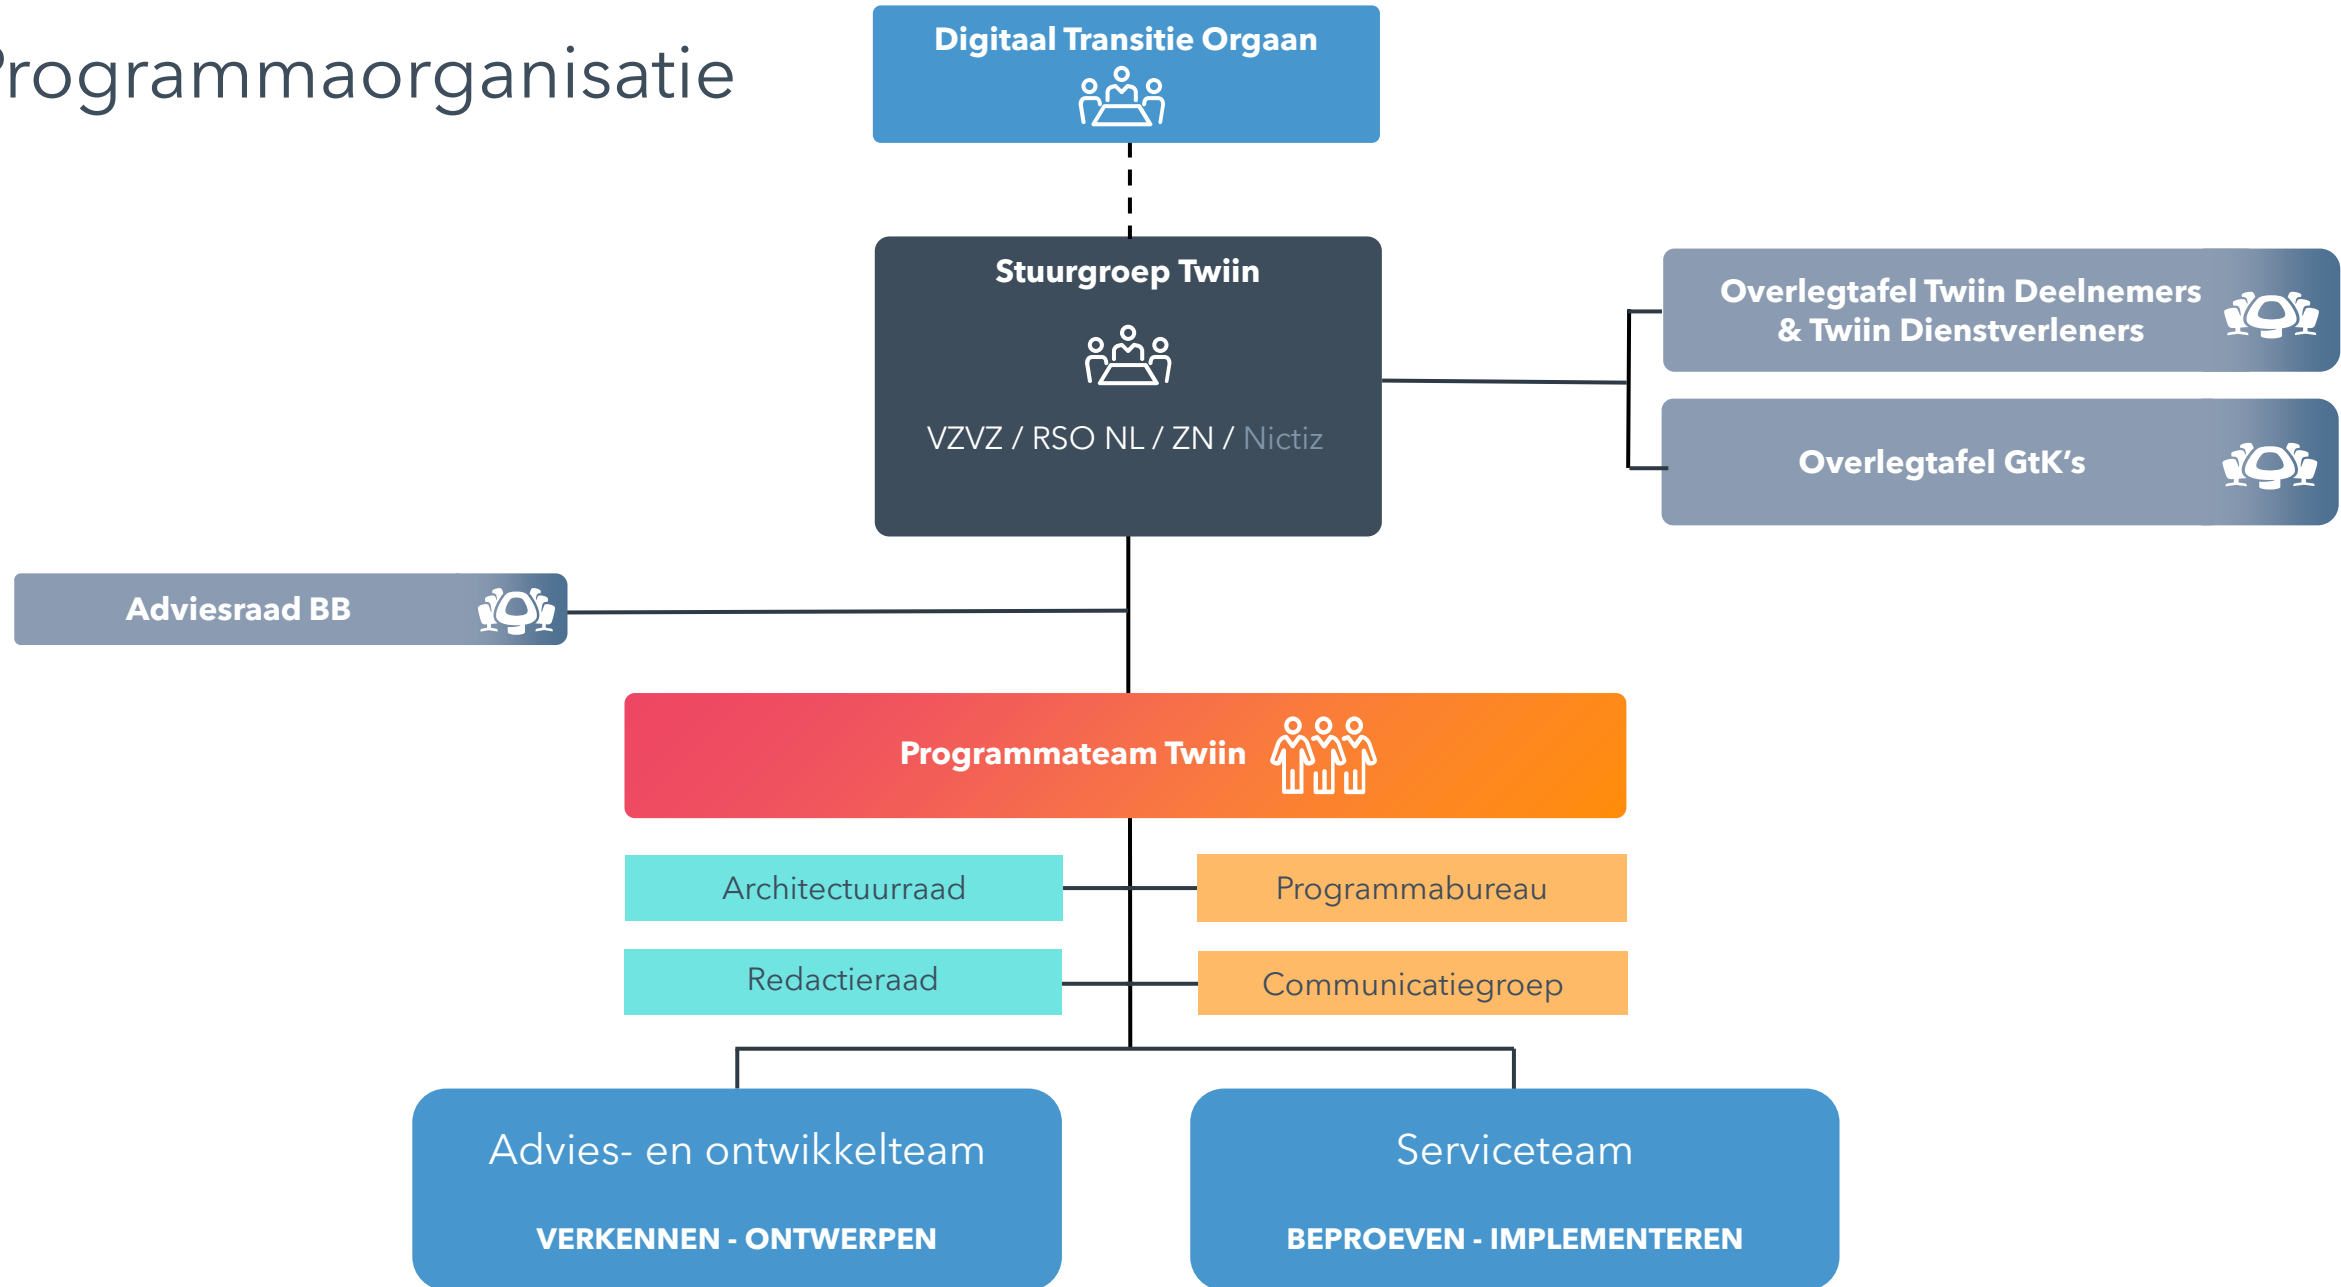 Programmaorganisatie
Digitaal Transitie Orgaan
Stuurgroep Twiin
VZVZ / RSO NL / ZN / Nictiz
Overlegtafel Twiin Deelnemers
& Twiin Dienstverleners
Overlegtafel GtK's
Adviesraad BB
Programmateam Twiin
Architectuurraad
Programmabureau
Redactieraad
Communicatiegroep
Advies- en ontwikkelteam
VERKENNEN - ONTWERPEN
Serviceteam
BEPROEVEN - IMPLEMENTEREN